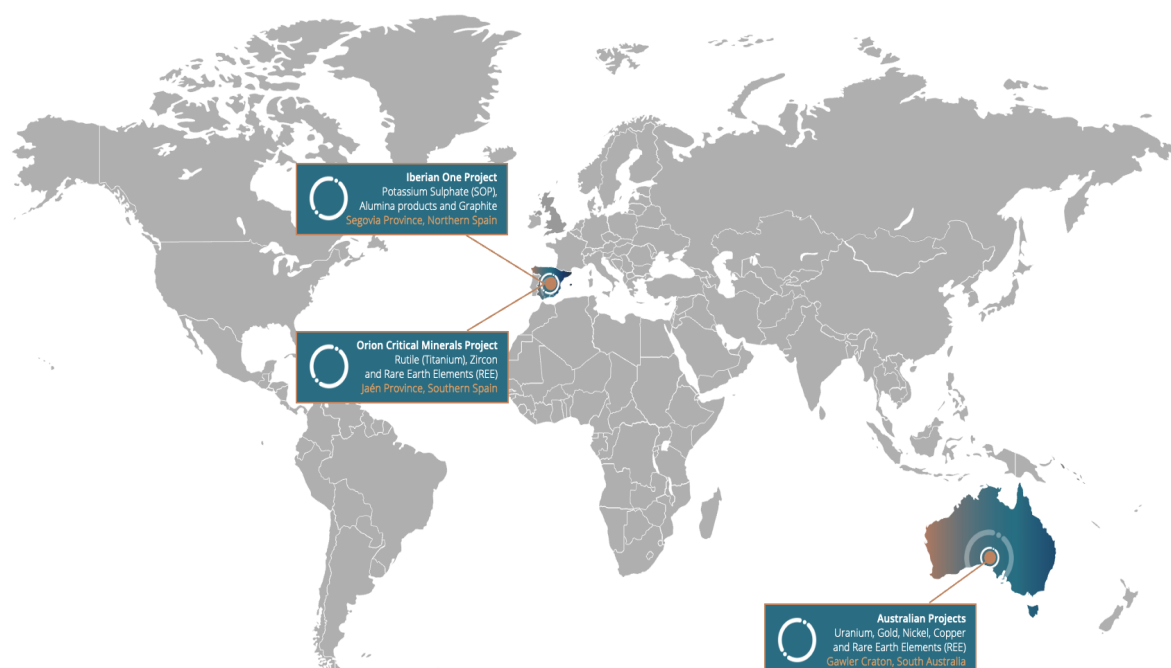 Iberian One Project
Potassium Sulphate (SOP),
Alumina products and Graphite
Segovia Province, Northern Spain
Orion Critical Minerals Project
Rutile (Titanium), Zircon
and Rare Earth Elements (REE)
Jaén Province, Southern Spain
Australian Projects
Uranium, Gold, Nickel, Copper
and Rare Earth Elements (REE)
Gawler Craton, South Australia